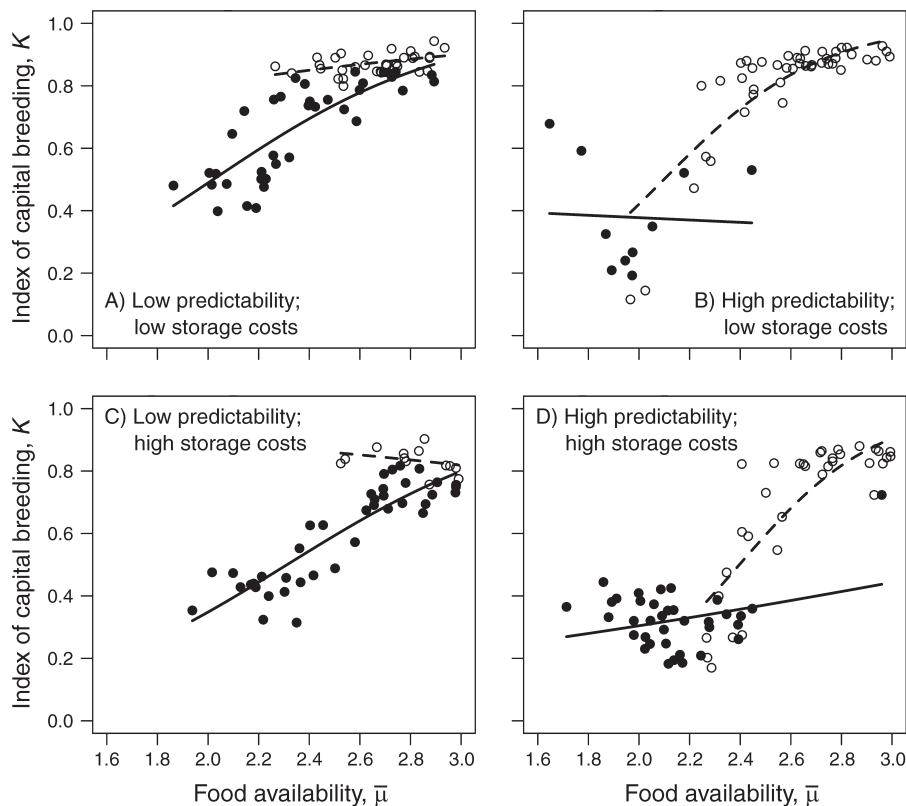 Index of capital breeding, K
1.0
0.8
0.6
0.4
0.2
0.0
A) Low predictability;
low storage costs
B) High predictability;
low storage costs
Index of capital breeding, K
1.0
0.8
0.6
0.4
0.2
0.0
C) Low predictability;
high storage costs
D) High predictability;
high storage costs
1.6 2.0 2.2 2.4 2.6 2.8 3.0
1.6 1.8 2.0 2.2 2.4 2.6 2.8 3.0
Food availability, μ̅
Food availability, μ̅